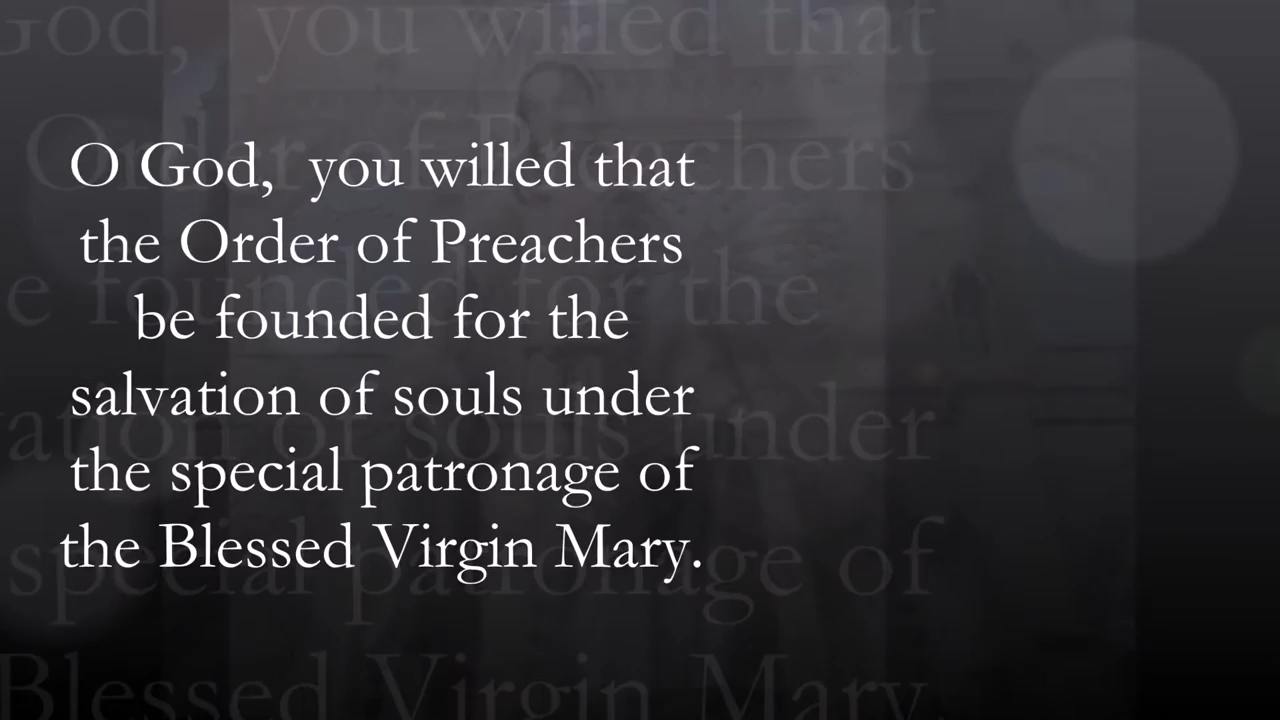 O God,  you willed that
the Order of Preachers
be founded for the
salvation of souls under
the special patronage of
the Blessed Virgin Mary.